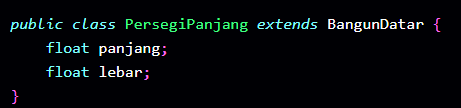 public class PersegiPanjang extends BangunDatar {
    float panjang;
    float lebar;
}